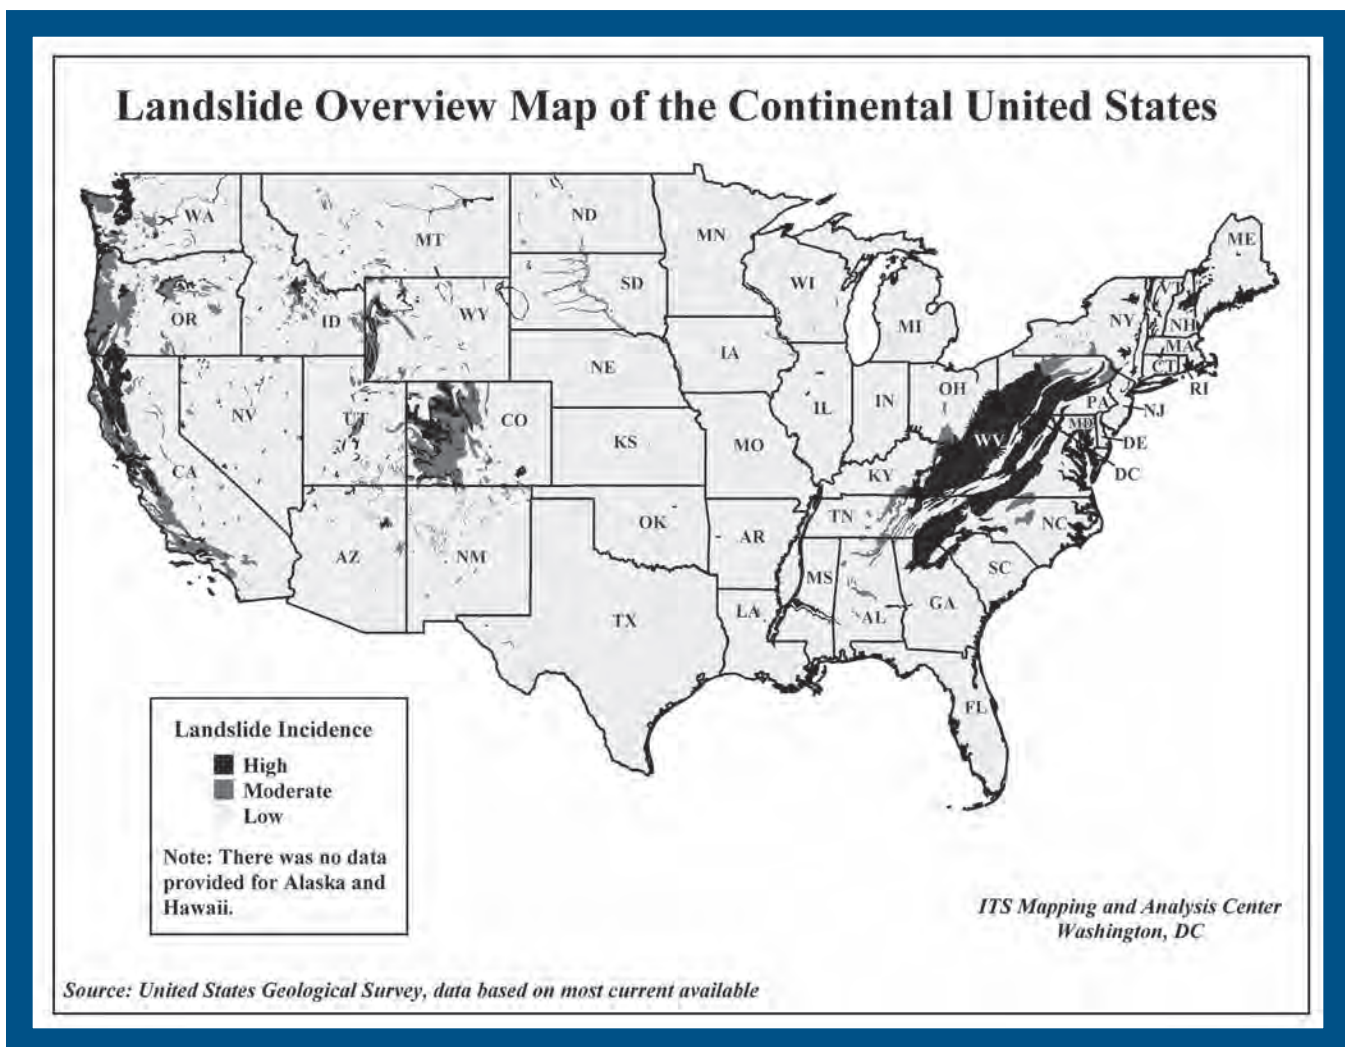 Landslide Overview Map of the Continental United States
WA
MT
ND
MN
ME
OR
ID
WY
SD
WI
MI
NY
VT
NH
MA
CT
RI
NV
UT
CO
NE
IA
IL
IN
OH
PA
NJ
CA
KS
MO
KY
WV
MD
DE
DC
AZ
NM
OK
AR
TN
NC
SC
TX
LA
MS
AL
GA
FL
Landslide Incidence
High
Moderate
Low
Note: There was no data
provided for Alaska and
Hawaii.
ITS Mapping and Analysis Center
Washington, DC
Source: United States Geological Survey, data based on most current available